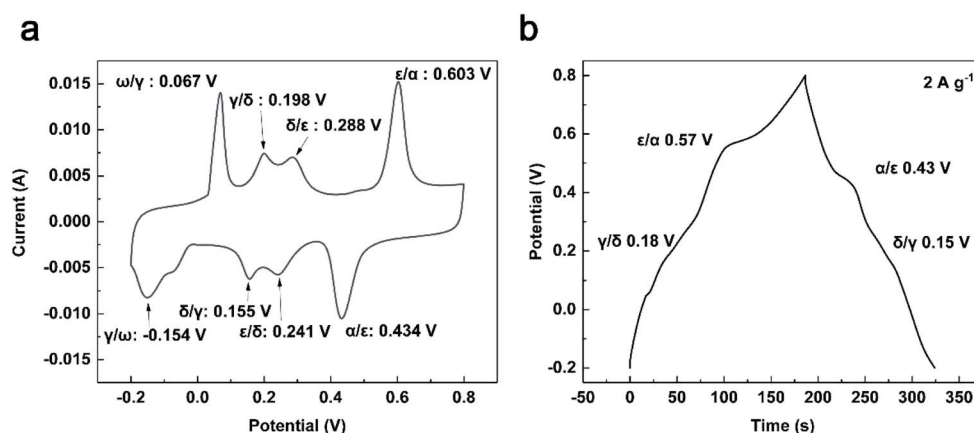 a
ω/γ : 0.067 V
ε/α : 0.603 V
γ/δ : 0.198 V
δ/ε : 0.288 V
0.015
0.010
0.005
0.000
-0.005
-0.010
-0.015
Current (A)
δ/γ: 0.155 V
γ/ω: -0.154 V
ε/δ: 0.241 V
α/ε: 0.434 V
-0.2 0.0 0.2 0.4 0.6 0.8
Potential (V)
b
2 A g⁻¹
0.8
0.6
0.4
0.2
0.0
-0.2
Potential (V)
ε/α 0.57 V
α/ε 0.43 V
γ/δ 0.18 V
δ/γ 0.15 V
-50 0 50 100 150 200 250 300 350
Time (s)